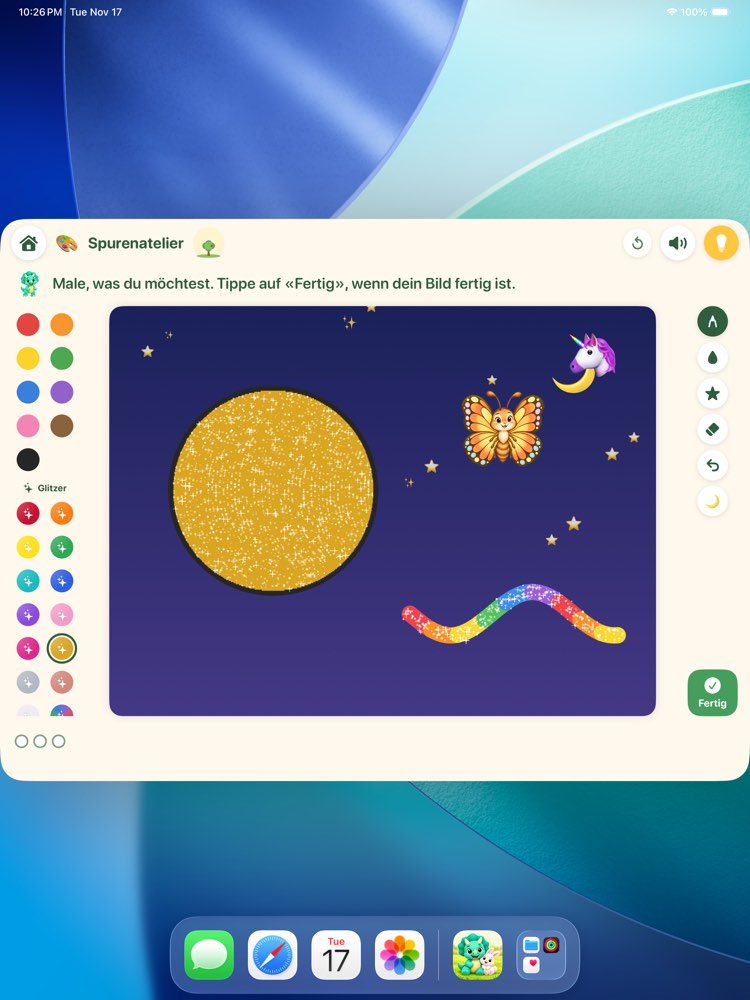 10:26 PM Tue Nov 17
100%
Spurenatelier
Male, was du möchtest. Tippe auf «Fertig», wenn dein Bild fertig ist.
Glitzer
Fertig
Tue
17